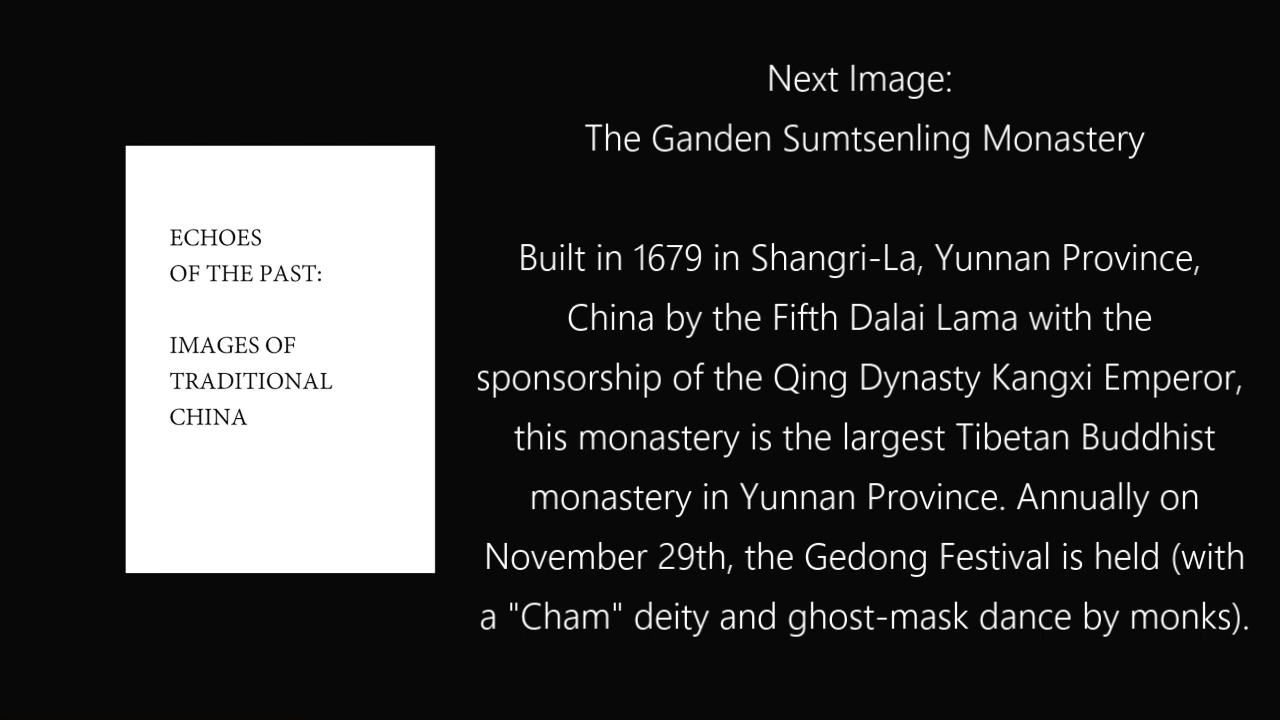 ECHOES
OF THE PAST:
IMAGES OF
TRADITIONAL
CHINA
Next Image:
The Ganden Sumtsenling Monastery
Built in 1679 in Shangri-La, Yunnan Province,
China by the Fifth Dalai Lama with the
sponsorship of the Qing Dynasty Kangxi Emperor,
this monastery is the largest Tibetan Buddhist
monastery in Yunnan Province. Annually on
November 29th, the Gedong Festival is held (with
a "Cham" deity and ghost-mask dance by monks).